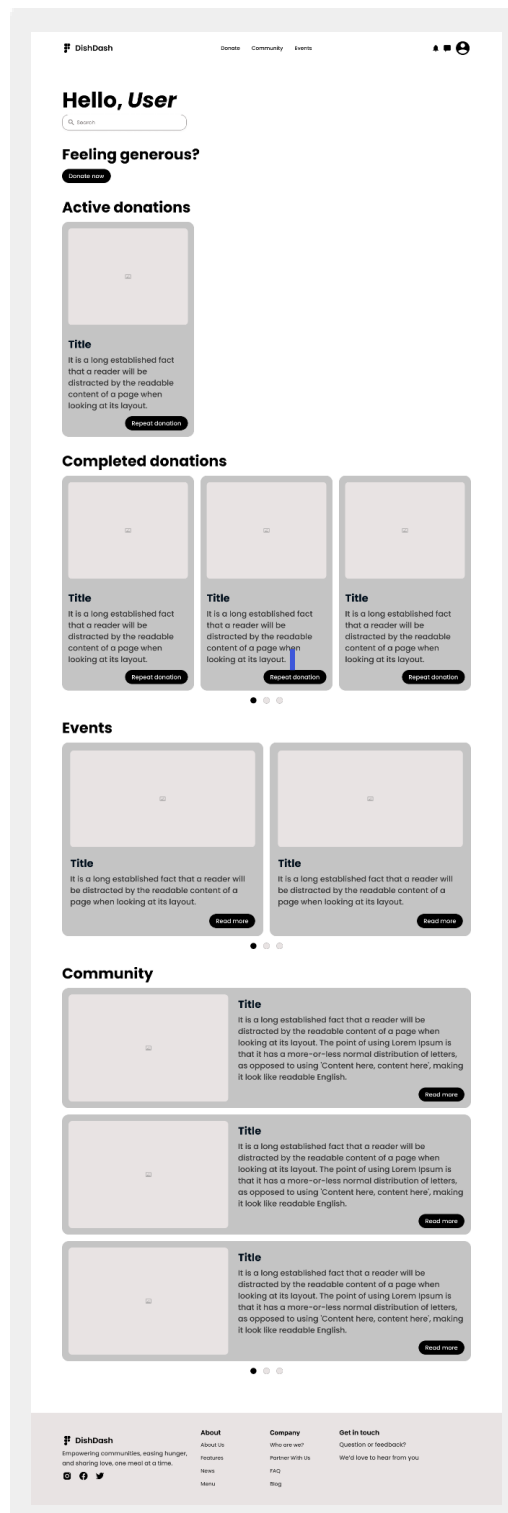 DishDash
Donate Community Events
Hello, User
Search
Feeling generous?
Donate now
Active donations
Title
It is a long established fact
that a reader will be
distracted by the readable
content of a page when
looking at its layout.
Repeat donation
Completed donations
Title
It is a long established fact
that a reader will be
distracted by the readable
content of a page when
looking at its layout.
Repeat donation
Title
It is a long established fact
that a reader will be
distracted by the readable
content of a page when
looking at its layout.
Repeat donation
Title
It is a long established fact
that a reader will be
distracted by the readable
content of a page when
looking at its layout.
Repeat donation
Events
Title
It is a long established fact that a reader will
be distracted by the readable content of a
page when looking at its layout.
Read more
Title
It is a long established fact that a reader will
be distracted by the readable content of a
page when looking at its layout.
Read more
Community
Title
It is a long established fact that a reader will be
distracted by the readable content of a page when
looking at its layout. The point of using Lorem Ipsum is
that it has a more-or-less normal distribution of letters,
as opposed to using 'Content here, content here', making
it look like readable English.
Read more
Title
It is a long established fact that a reader will be
distracted by the readable content of a page when
looking at its layout. The point of using Lorem Ipsum is
that it has a more-or-less normal distribution of letters,
as opposed to using 'Content here, content here', making
it look like readable English.
Read more
Title
It is a long established fact that a reader will be
distracted by the readable content of a page when
looking at its layout. The point of using Lorem Ipsum is
that it has a more-or-less normal distribution of letters,
as opposed to using 'Content here, content here', making
it look like readable English.
Read more
DishDash
Empowering communities, easing hunger,
and sharing love, one meal at a time.
About
About Us
Features
News
Menu
Company
Who are we?
Partner With Us
FAQ
Blog
Get in touch
Question or feedback?
We'd love to hear from you